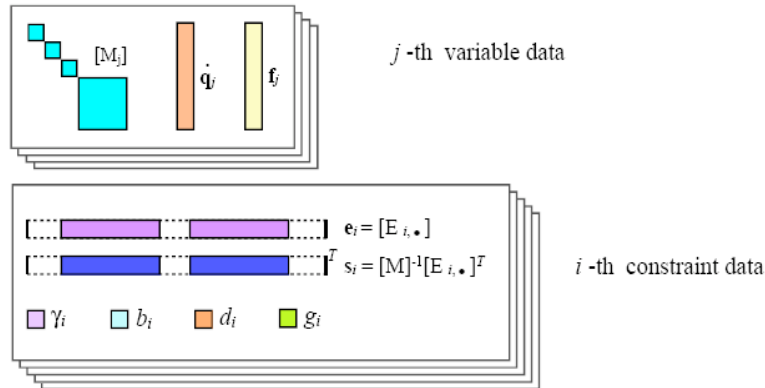 [Mj]
q̇j
fj
j -th variable data
ei = [E i, •]
T si = [M]-1[E i, •]T
i -th constraint data
γi bi di gi